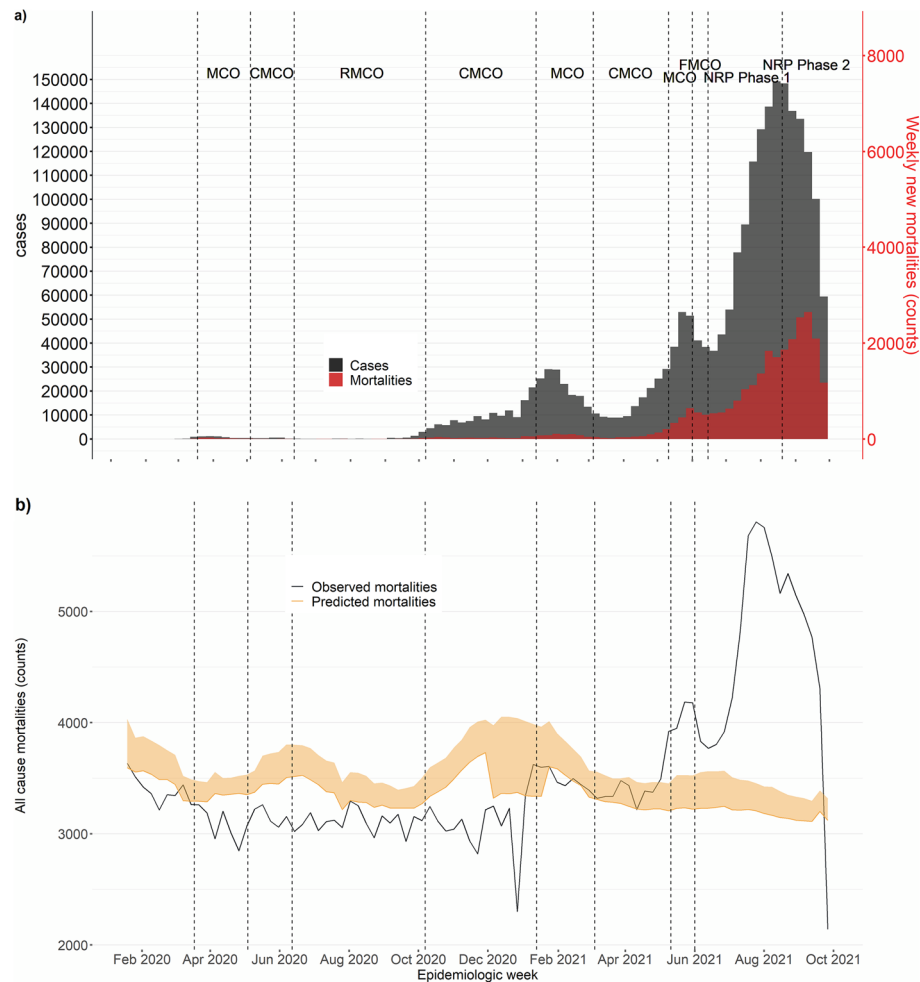 a)
MCO CMCO RMCO CMCO MCO CMCO MCO FMCO NRP Phase 1 NRP Phase 2
8000
6000
4000
2000
0
Weekly new mortalities (counts)
150000
140000
130000
120000
110000
100000
90000
80000
70000
60000
50000
40000
30000
20000
10000
0
cases
Cases
Mortalities
b)
Observed mortalities
Predicted mortalities
5000
4000
3000
2000
All cause mortalities (counts)
Feb 2020 Apr 2020 Jun 2020 Aug 2020 Oct 2020 Dec 2020 Feb 2021 Apr 2021 Jun 2021 Aug 2021 Oct 2021
Epidemiologic week